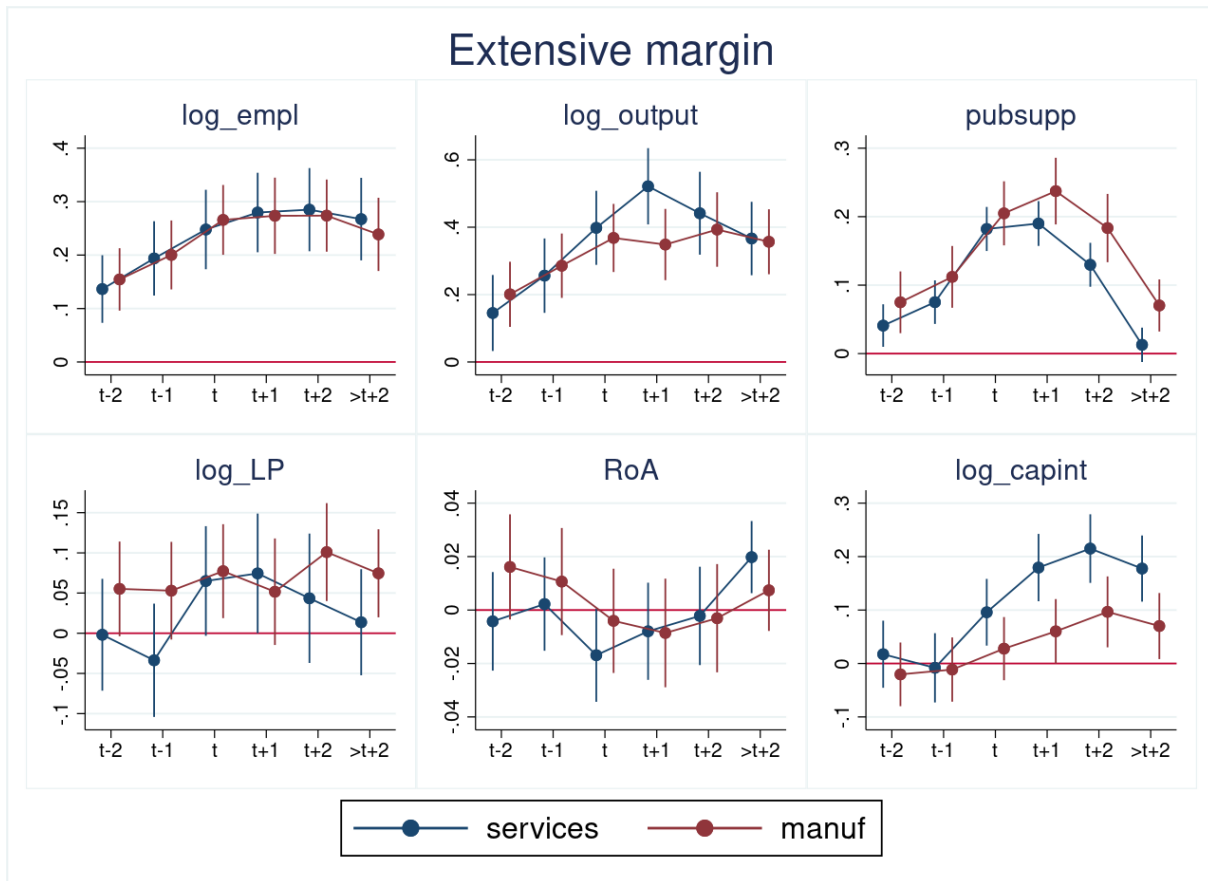 Extensive margin
log_empl
.4
.3
.2
.1
0
t-2 t-1 t t+1 t+2 >t+2
log_output
.6
.4
.2
0
t-2 t-1 t t+1 t+2 >t+2
pubsupp
.3
.2
.1
0
t-2 t-1 t t+1 t+2 >t+2
log_LP
.15
.1
.05
0
-.05
-.1
t-2 t-1 t t+1 t+2 >t+2
RoA
.04
.02
0
-.02
-.04
t-2 t-1 t t+1 t+2 >t+2
log_capint
.3
.2
.1
0
-.1
t-2 t-1 t t+1 t+2 >t+2
services manuf